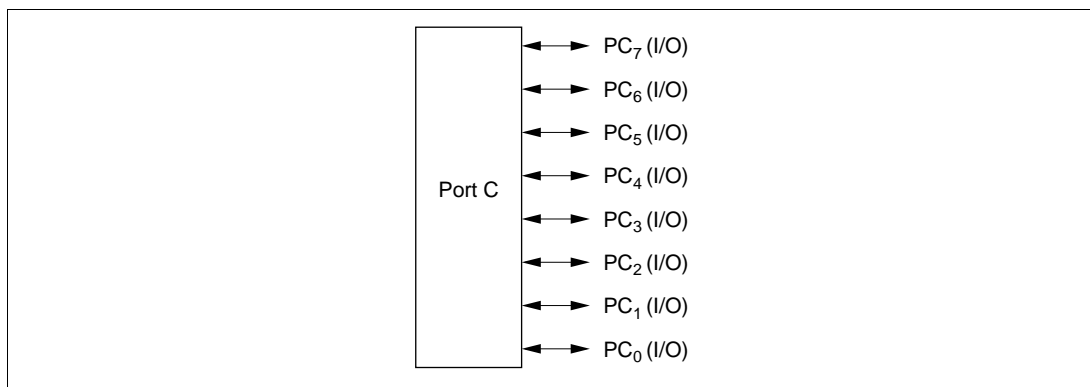 PC7 (I/O)
PC6 (I/O)
PC5 (I/O)
PC4 (I/O)
Port C
PC3 (I/O)
PC2 (I/O)
PC1 (I/O)
PC0 (I/O)